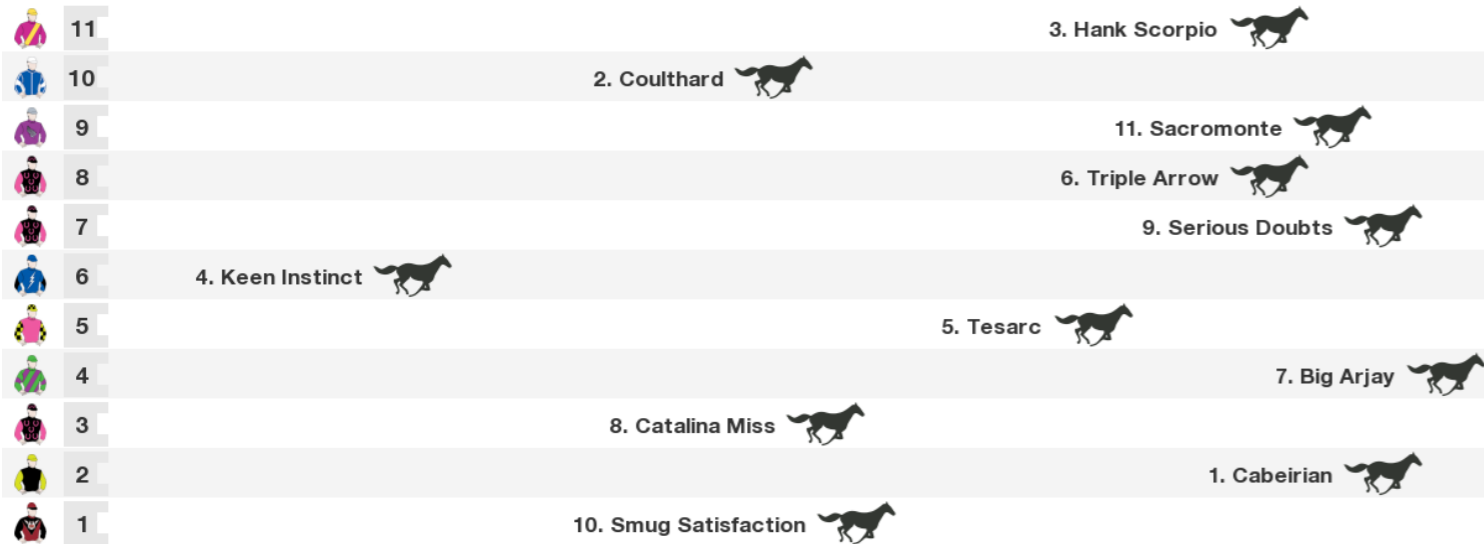 11 3. Hank Scorpio
10 2. Coulthard
9 11. Sacromonte
8 6. Triple Arrow
7 9. Serious Doubts
6 4. Keen Instinct
5 5. Tesarc
4 7. Big Arjay
3 8. Catalina Miss
2 1. Cabeirian
1 10. Smug Satisfaction